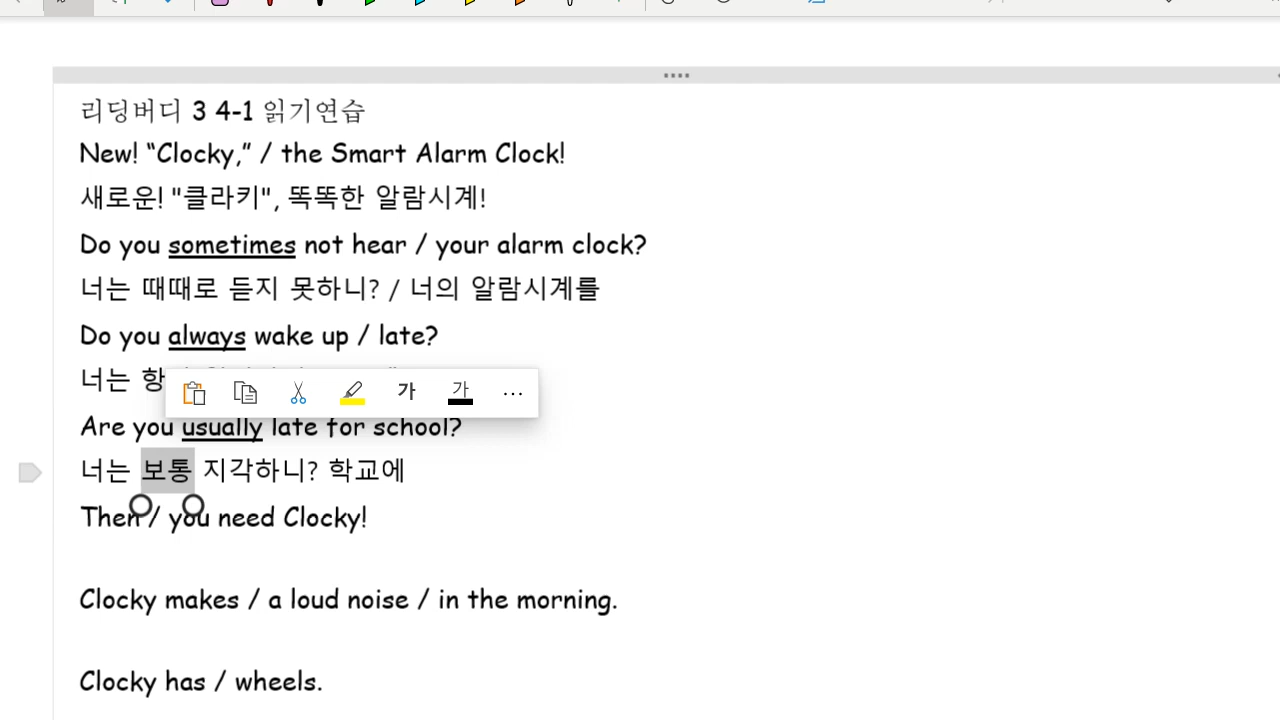 리딩버디 3 4-1 읽기연습
New! “Clocky,” / the Smart Alarm Clock!
새로운! "클라키", 똑똑한 알람시계!
Do you sometimes not hear / your alarm clock?
너는 때때로 듣지 못하니? / 너의 알람시계를
Do you always wake up / late?
너는
가 가 ...
Are you usually late for school?
너는 보통 지각하니? 학교에
Then / you need Clocky!
Clocky makes / a loud noise / in the morning.
Clocky has / wheels.